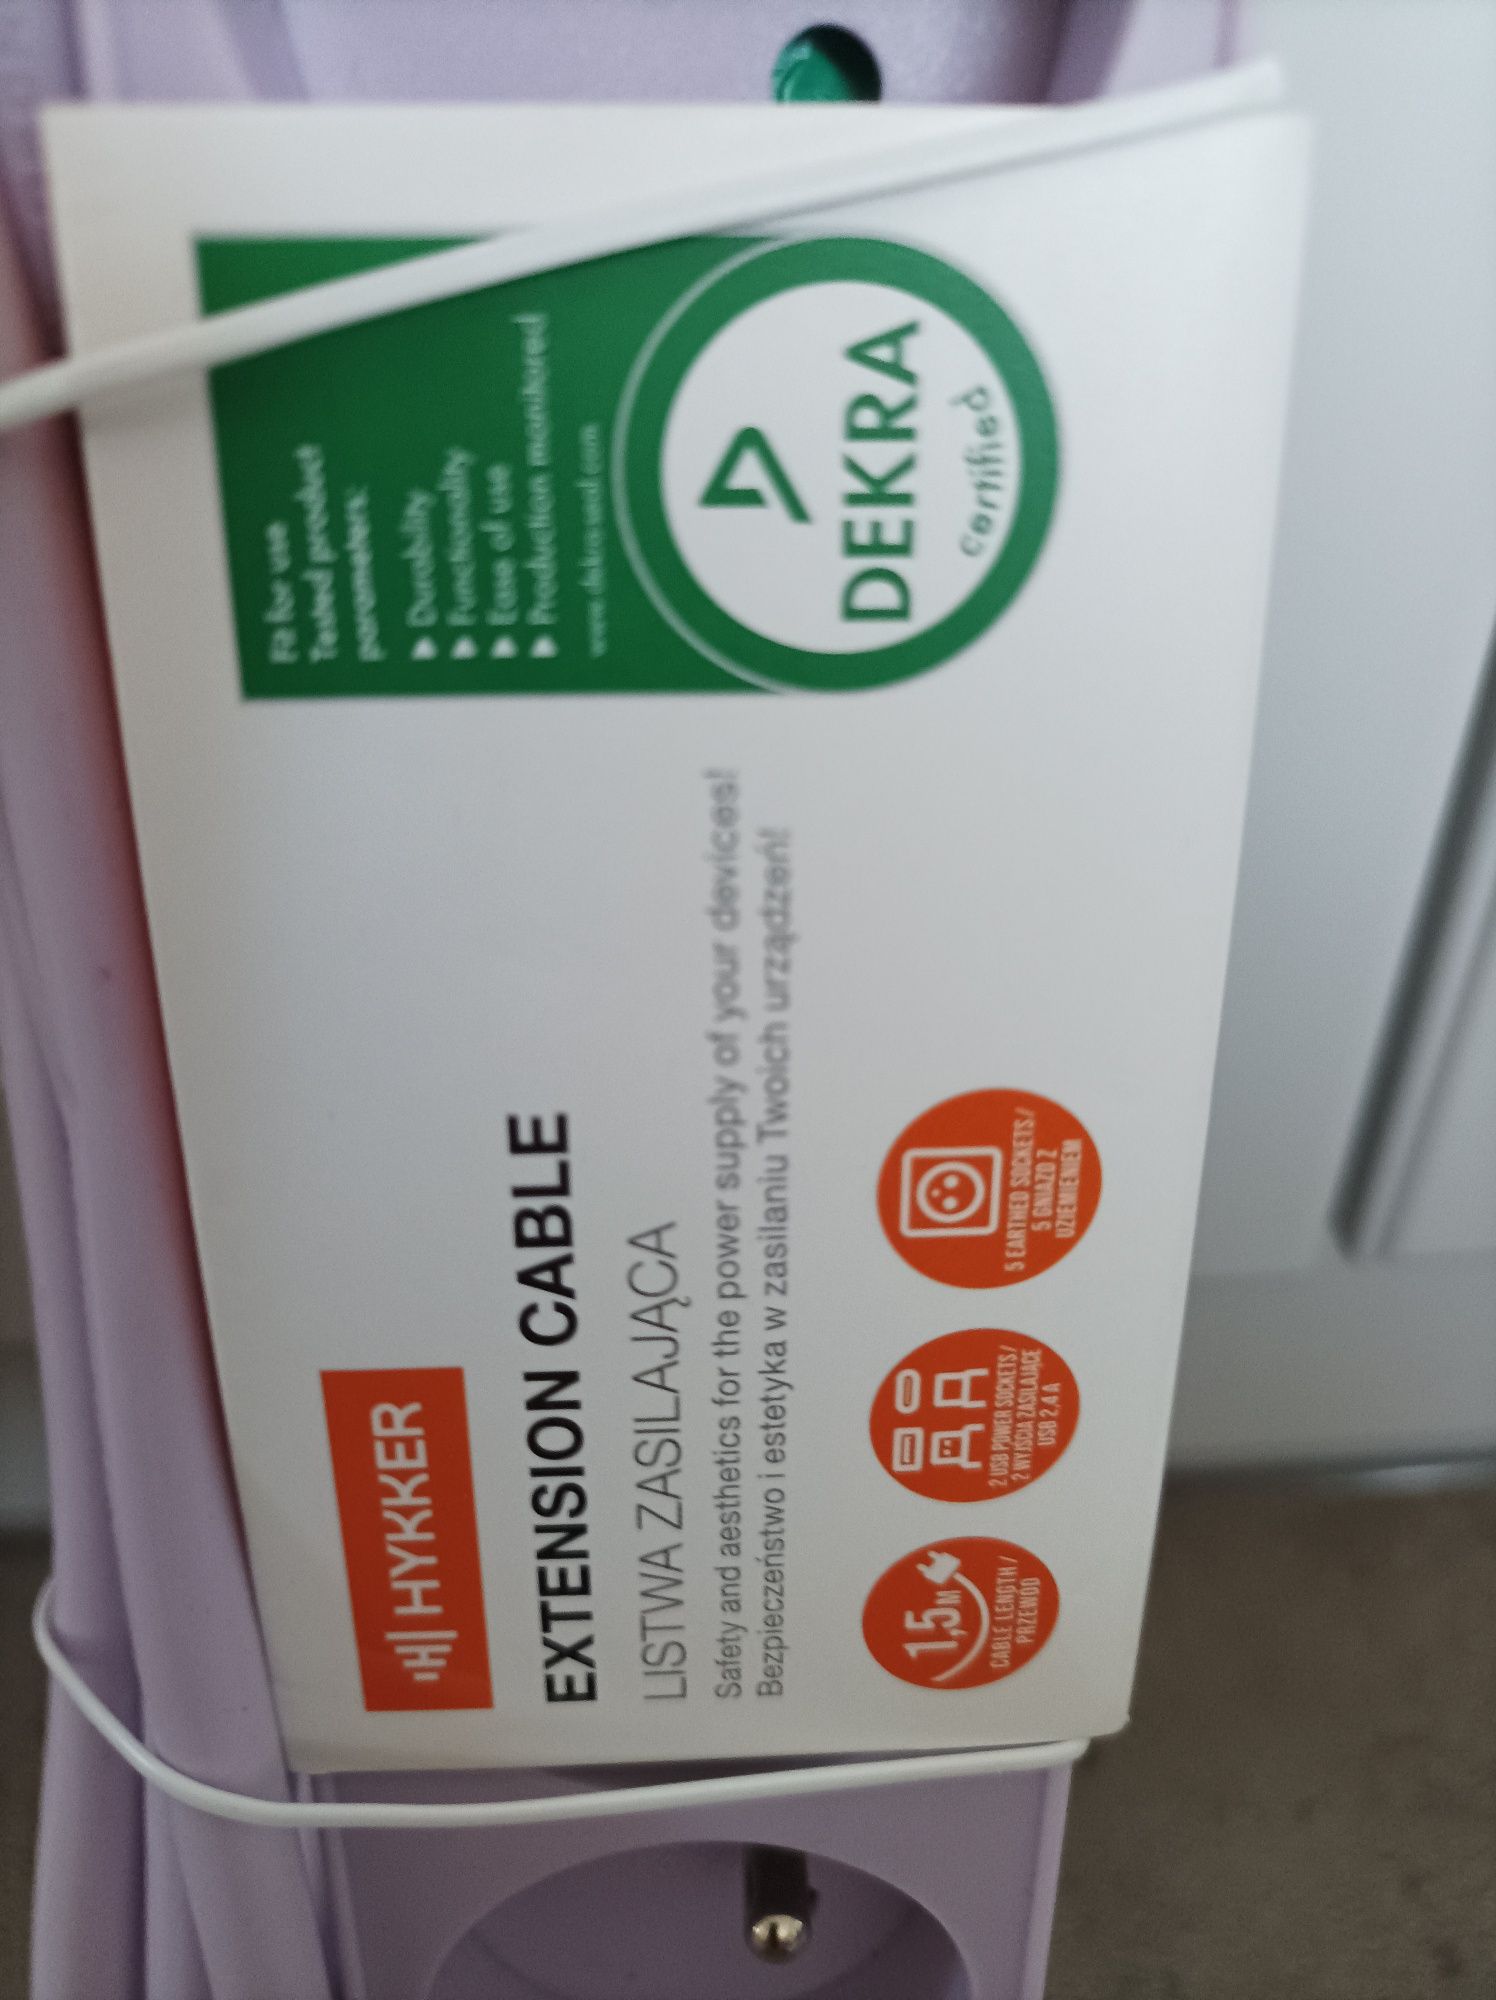 HYKKER
EXTENSION CABLE
LISTWA ZASILAJĄCA
Safety and aesthetics for the power supply of your devices!
Bezpieczeństwo i estetyka w zasilaniu Twoich urządzeń!
1,5M
CABLE LENGTH/
PRZEWÓD
2 USB POWER SOCKETS/
2 WYJŚCIA ZASILAJĄCE
USB 2,4 A
5 EARTHED SOCKETS/
5 GNIAZD Z
UZIEMIENIEM
Fit for use
Tested product
parameters:
Durability
Functionality
Ease of use
Production monitored
DEKRA
certified